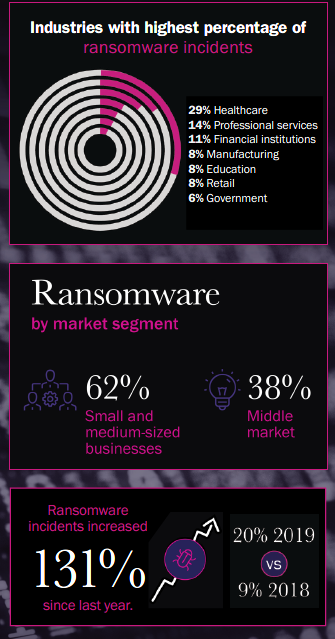 Industries with highest percentage of
ransomware incidents
29% Healthcare
14% Professional services
11% Financial institutions
8% Manufacturing
8% Education
8% Retail
6% Government
Ransomware
by market segment
62%
Small and
medium-sized
businesses
38%
Middle
market
Ransomware
incidents increased
131%
since last year.
20% 2019
VS
9% 2018